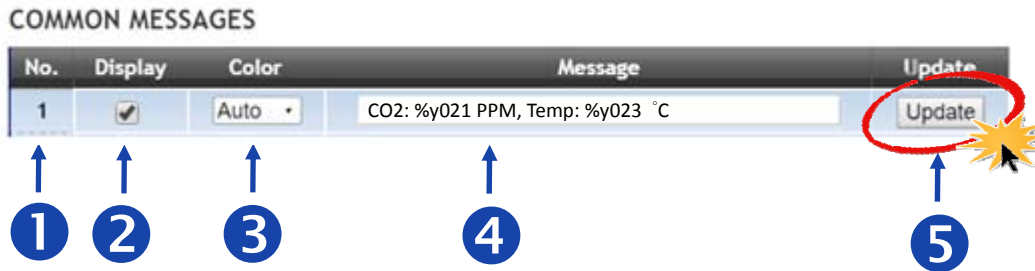 COMMON MESSAGES
No. Display Color Message Update
1 Auto CO2: %y021 PPM, Temp: %y023 °C Update
1 2 3 4 5